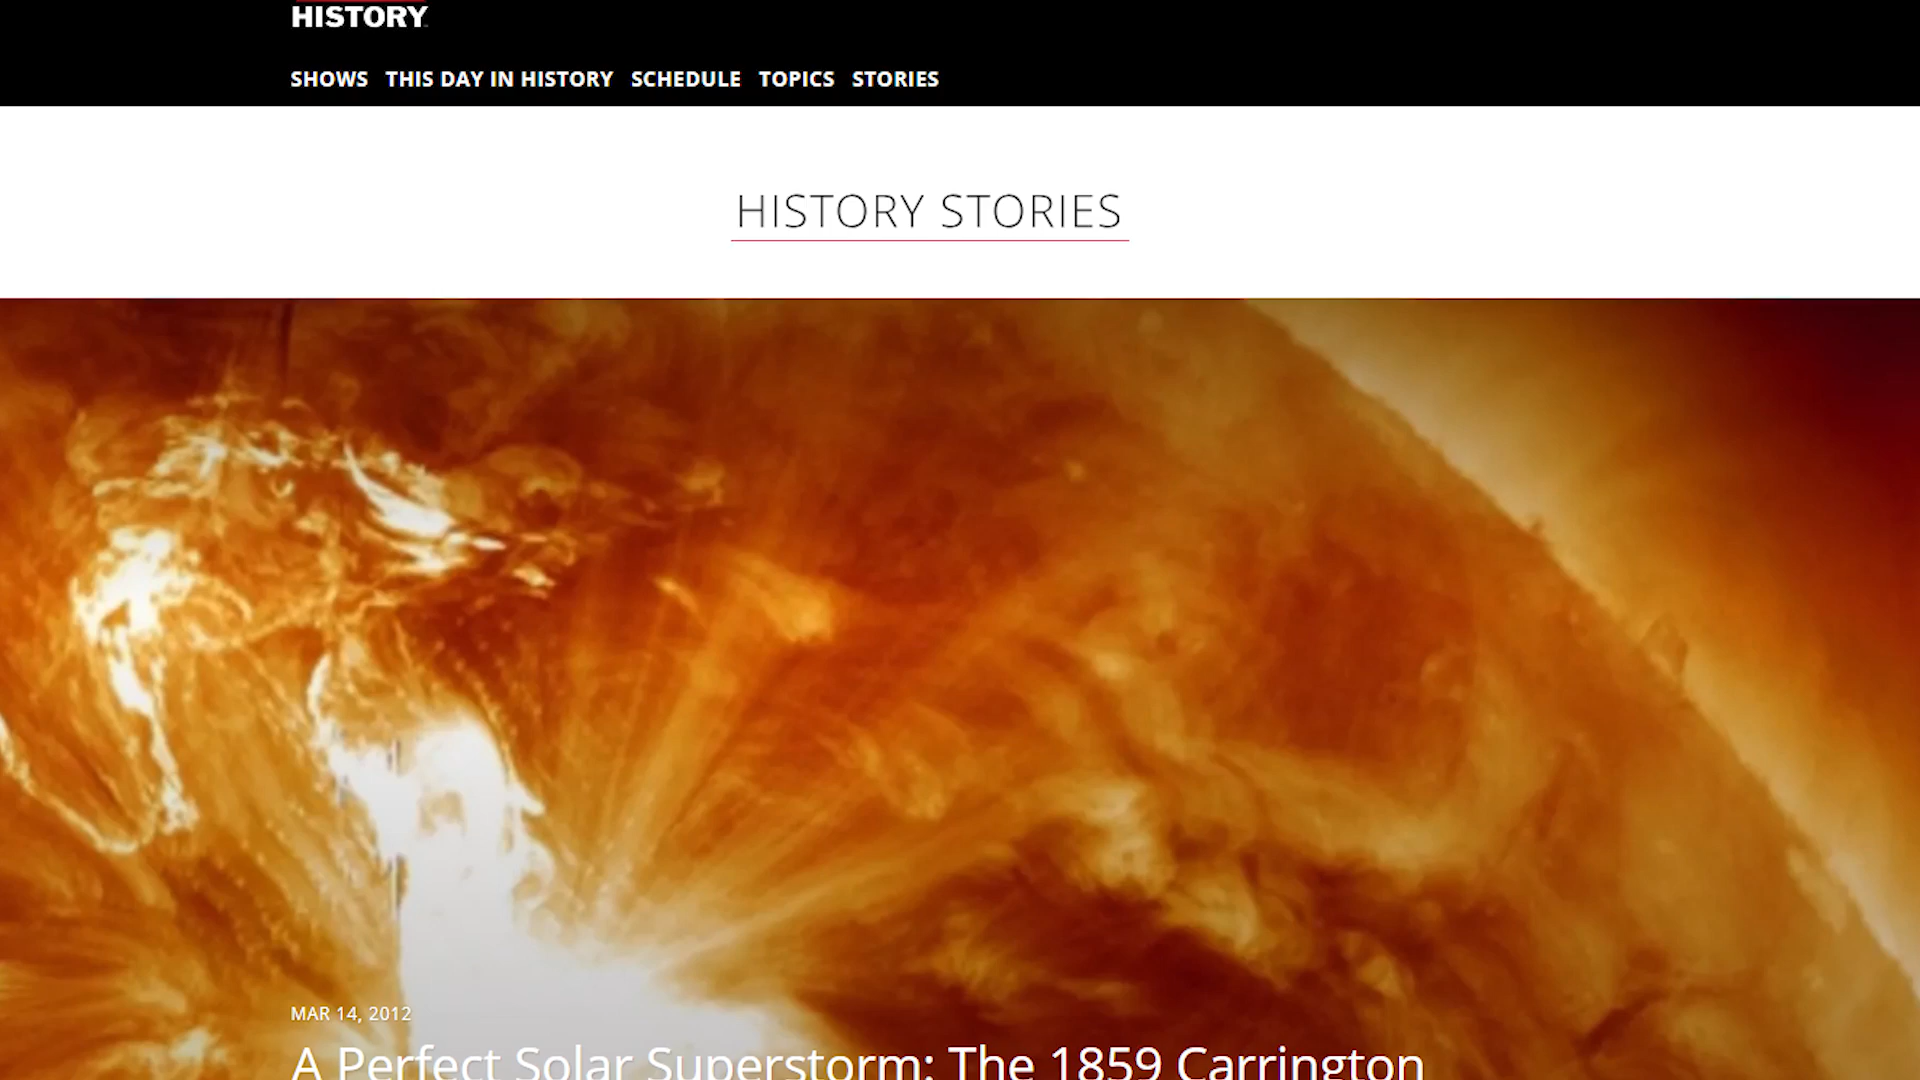 HISTORY
SHOWS THIS DAY IN HISTORY SCHEDULE TOPICS STORIES
HISTORY STORIES
MAR 14, 2012
A Perfect Solar Superstorm: The 1859 Carrington